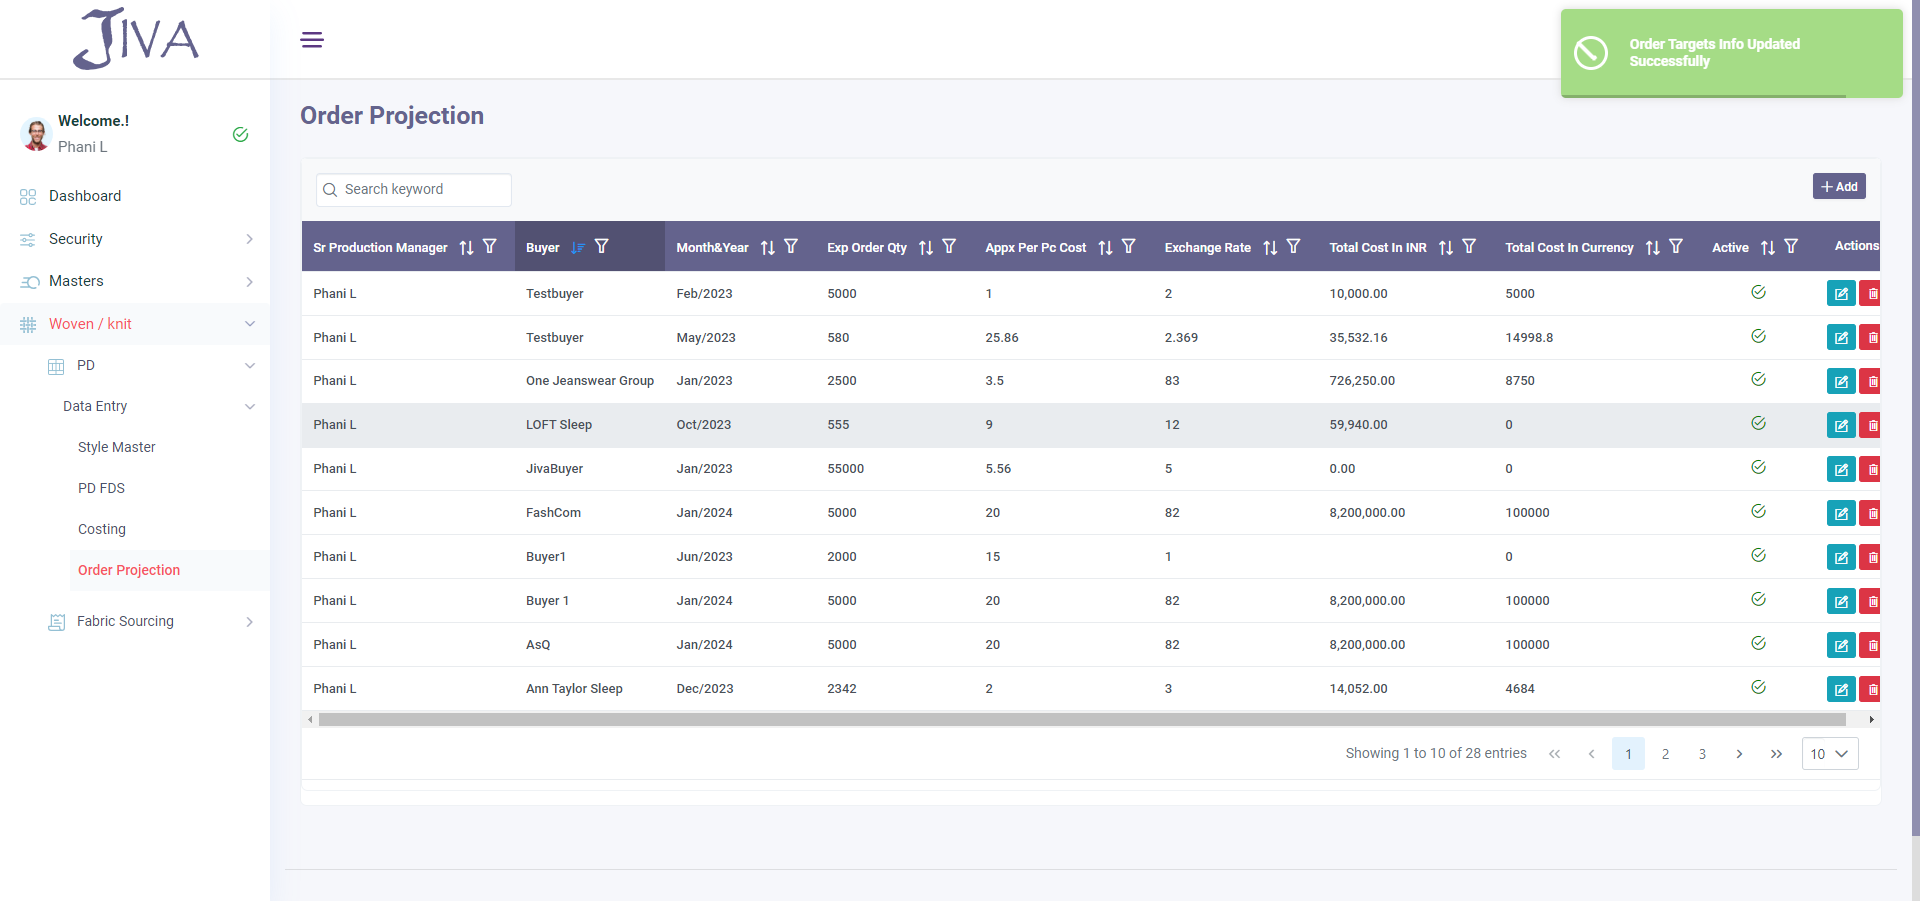 JIVA
Order Targets Info Updated
Successfully
Welcome.!
Phani L
Dashboard
Security
Masters
Woven / knit
PD
Data Entry
Style Master
PD FDS
Costing
Order Projection
Fabric Sourcing
Order Projection
Search keyword
+ Add
Sr Production Manager Buyer Month&Year Exp Order Qty Appx Per Pc Cost Exchange Rate Total Cost In INR Total Cost In Currency Active Actions
Phani L Testbuyer Feb/2023 5000 1 2 10,000.00 5000
Phani L Testbuyer May/2023 580 25.86 2.369 35,532.16 14998.8
Phani L One Jeanswear Group Jan/2023 2500 3.5 83 726,250.00 8750
Phani L LOFT Sleep Oct/2023 555 9 12 59,940.00 0
Phani L JivaBuyer Jan/2023 55000 5.56 5 0.00 0
Phani L FashCom Jan/2024 5000 20 82 8,200,000.00 100000
Phani L Buyer1 Jun/2023 2000 15 1 0
Phani L Buyer 1 Jan/2024 5000 20 82 8,200,000.00 100000
Phani L AsQ Jan/2024 5000 20 82 8,200,000.00 100000
Phani L Ann Taylor Sleep Dec/2023 2342 2 3 14,052.00 4684
Showing 1 to 10 of 28 entries 1 2 3 10